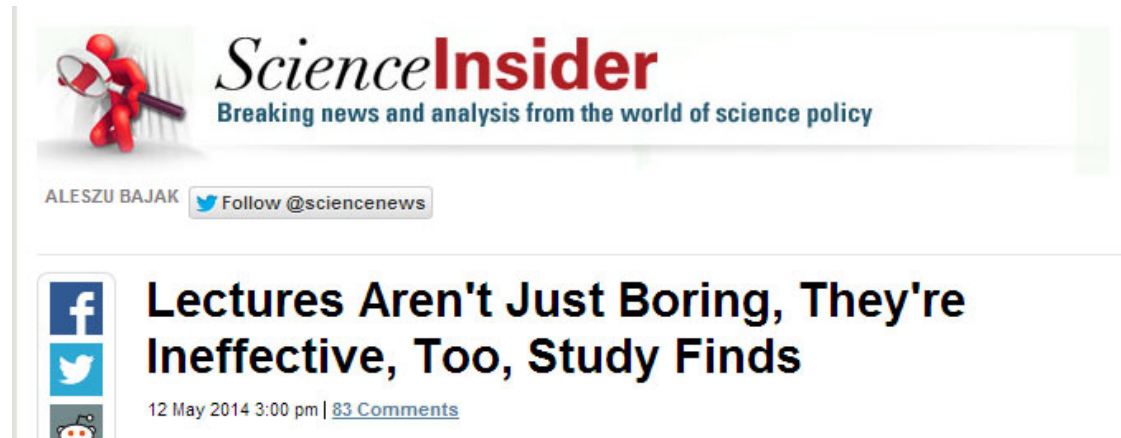 ScienceInsider
Breaking news and analysis from the world of science policy
ALESZU BAJAK Follow @sciencenews
Lectures Aren't Just Boring, They're
Ineffective, Too, Study Finds
12 May 2014 3:00 pm | 83 Comments